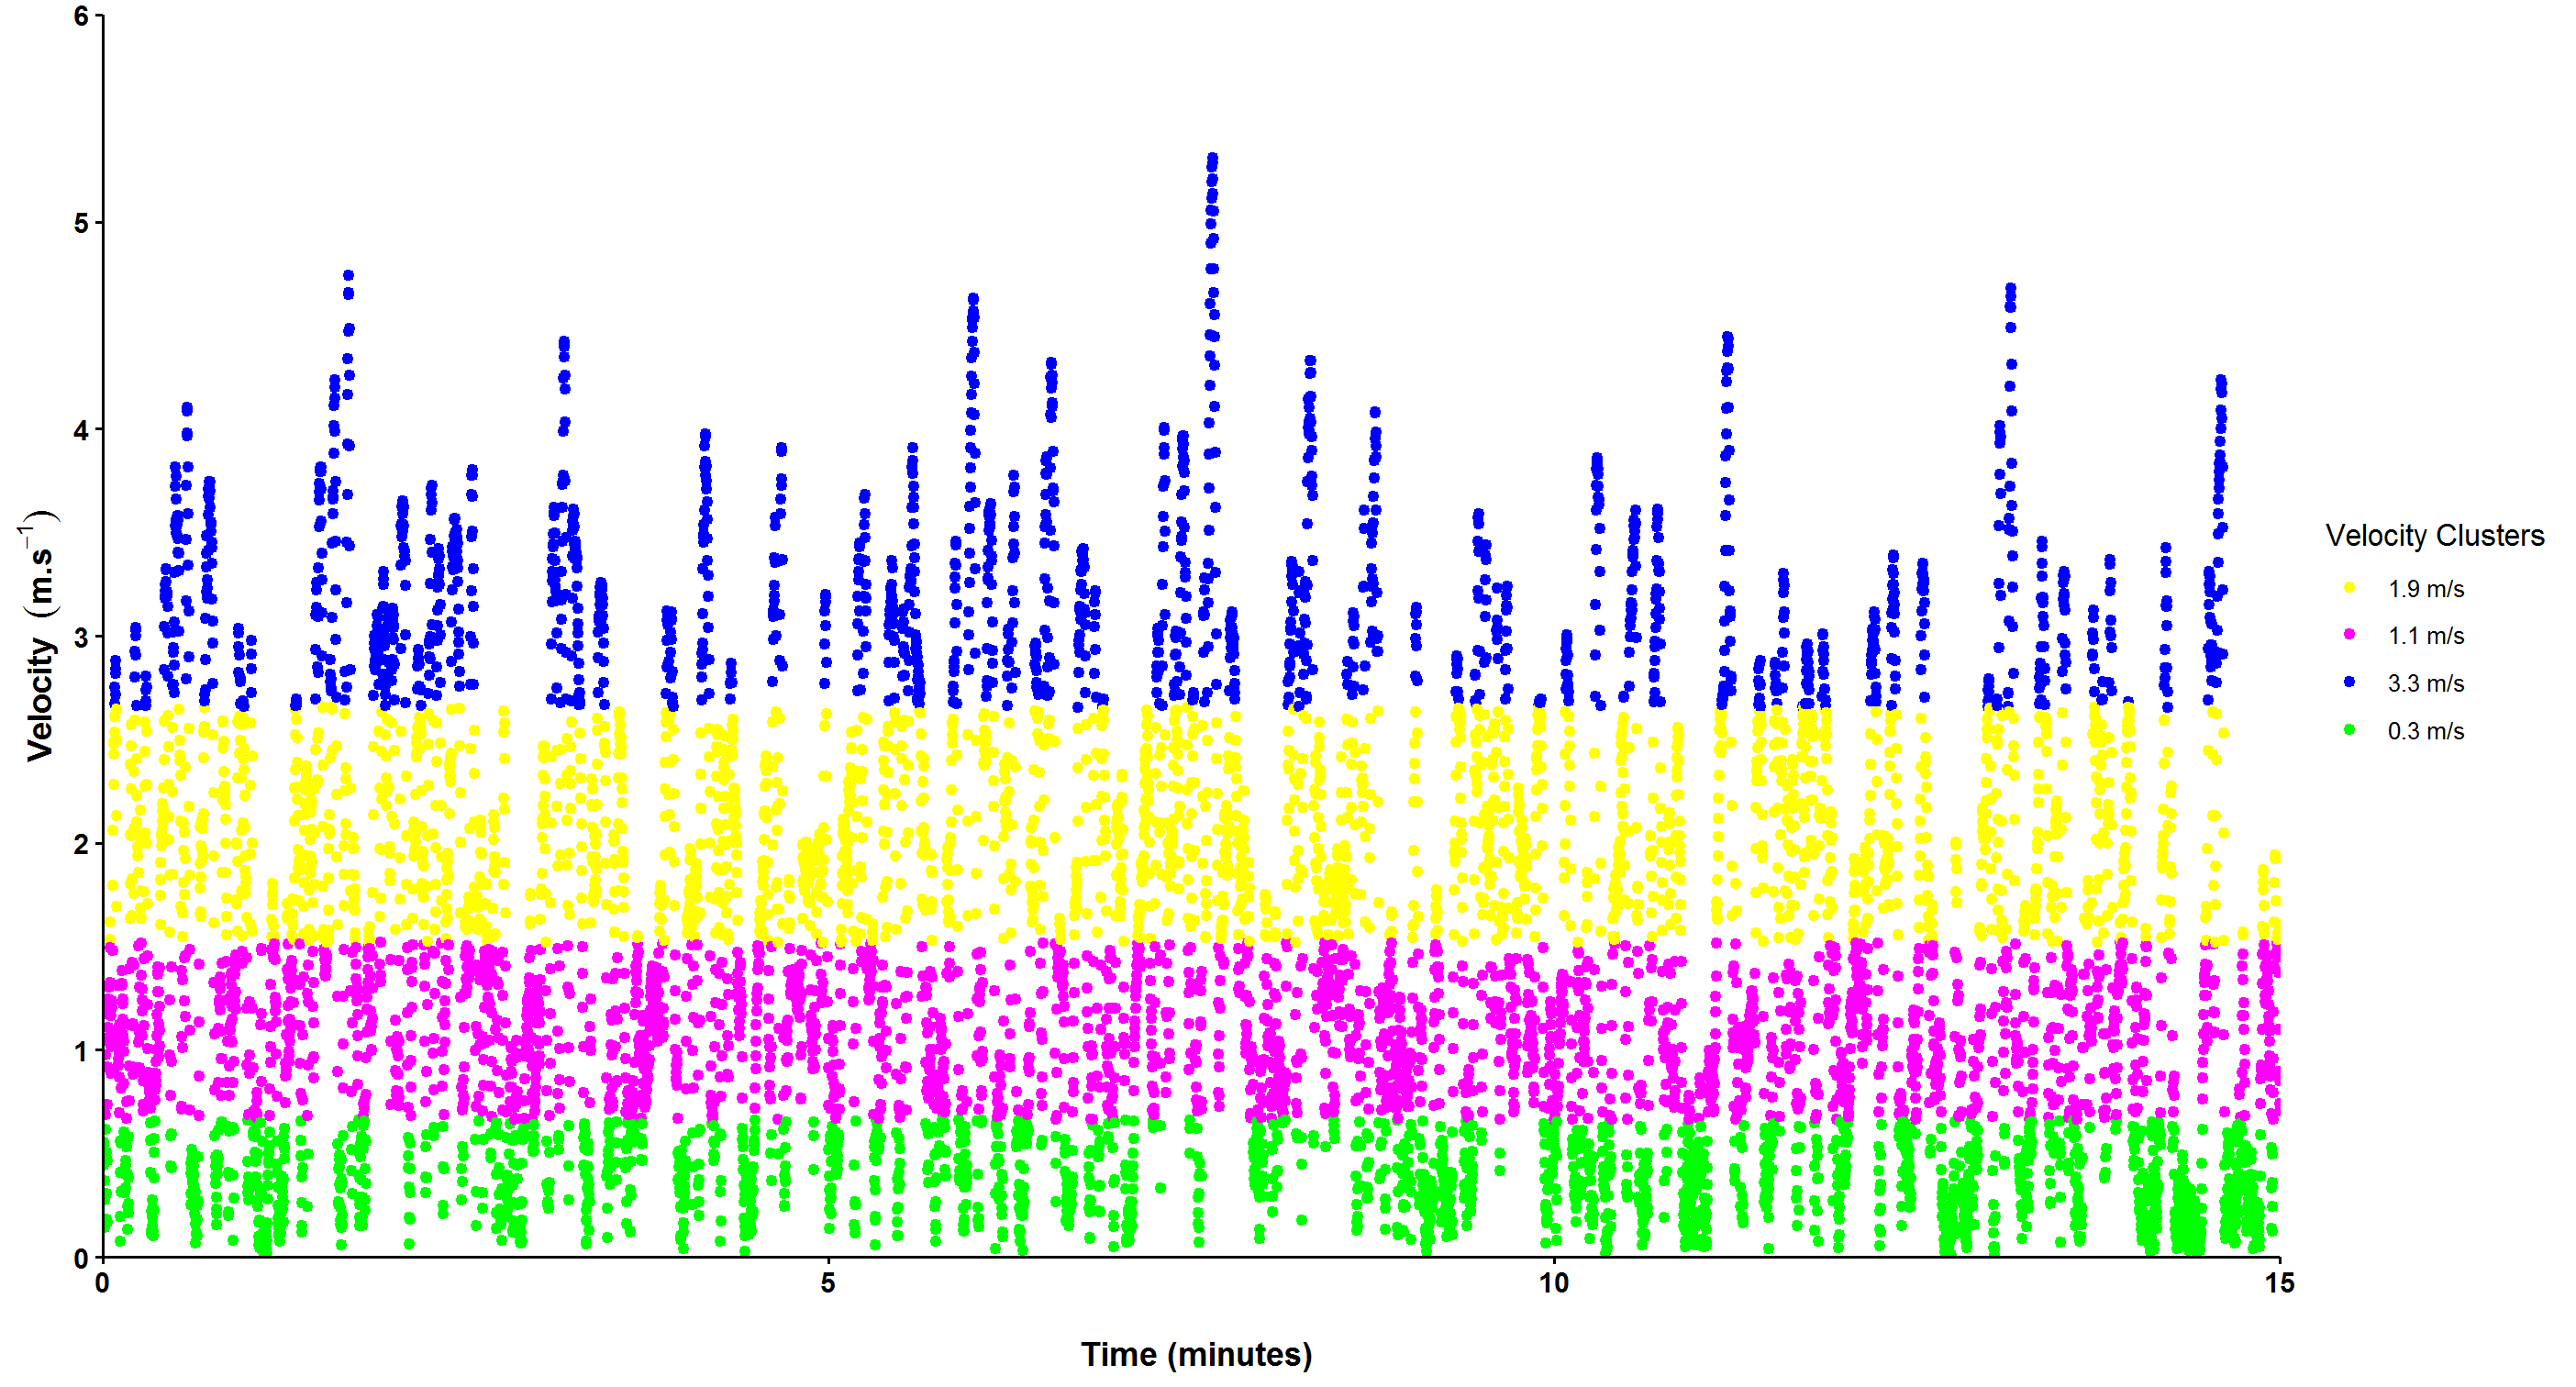 6
5
4
3
2
1
0
Velocity (m.s⁻¹)
0 5 10 15
Time (minutes)
Velocity Clusters
1.9 m/s
1.1 m/s
3.3 m/s
0.3 m/s